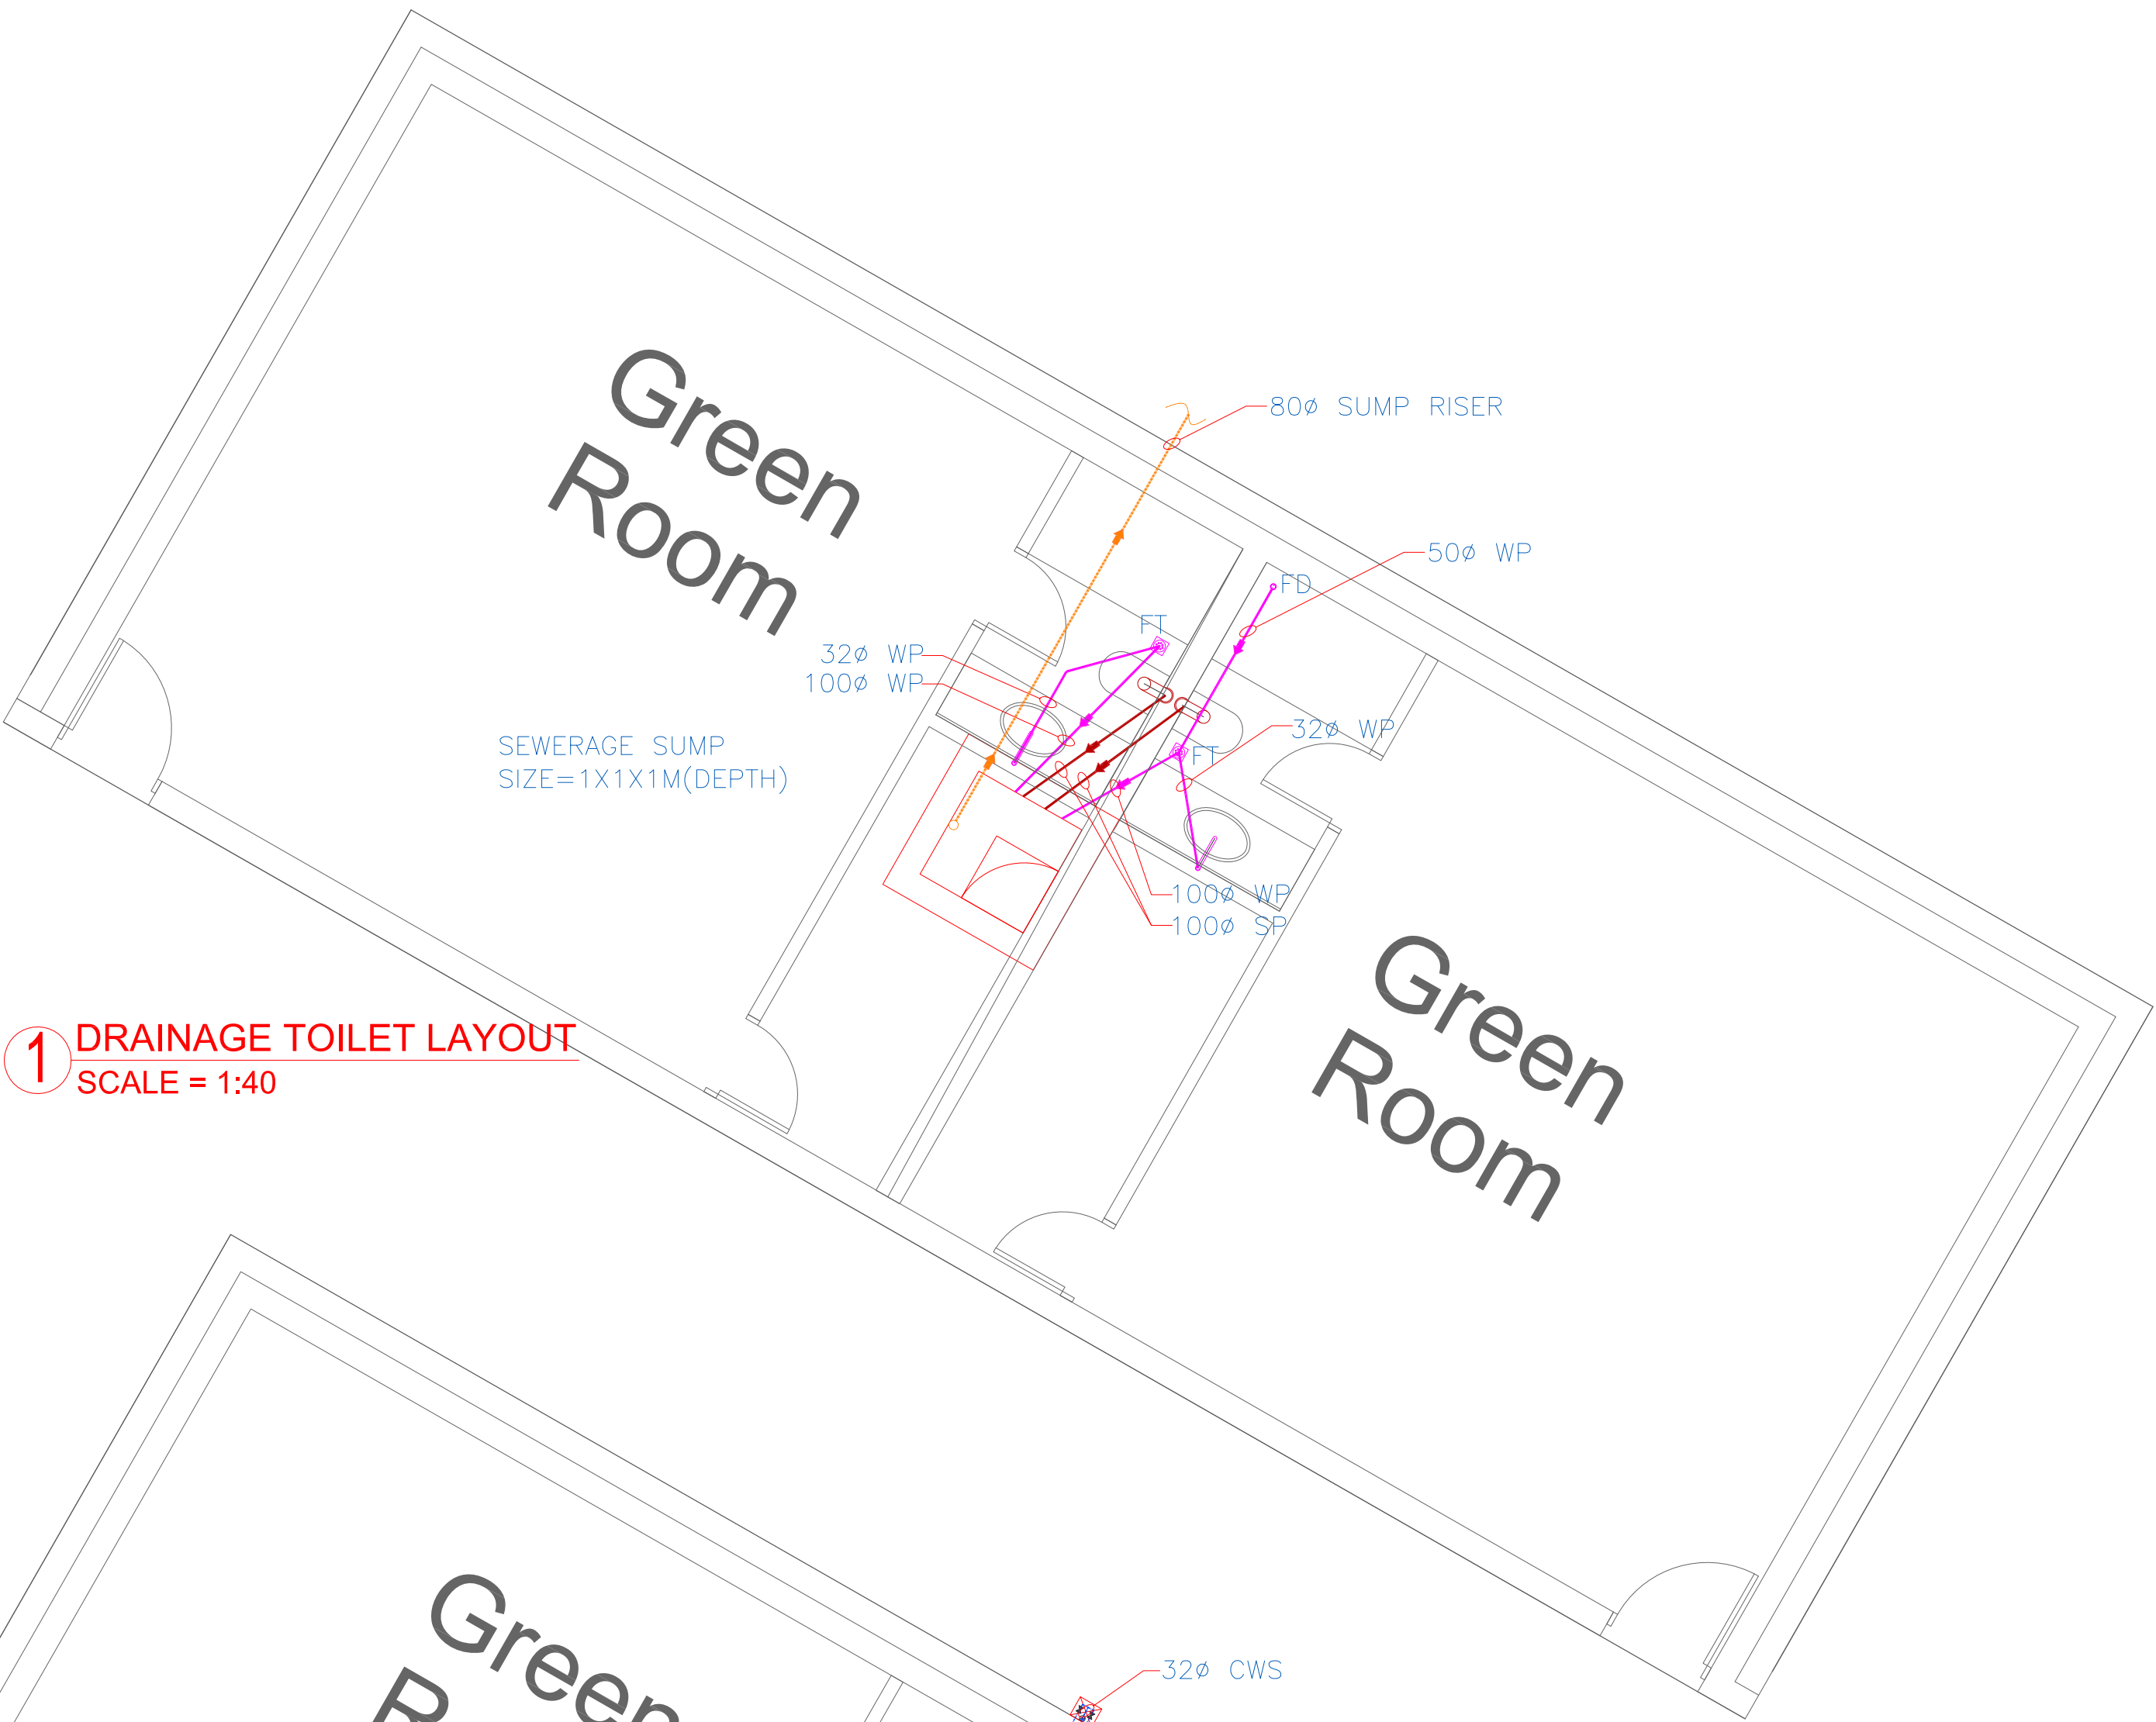 Green
Room
80ø SUMP RISER
50ø WP
FD
FT
32ø WP
100ø WP
SEWERAGE SUMP
SIZE=1X1X1M(DEPTH)
32ø WP
FT
100ø WP
100ø SP
Green
Room
1
DRAINAGE TOILET LAYOUT
SCALE = 1:40
Green
R
32ø CWS